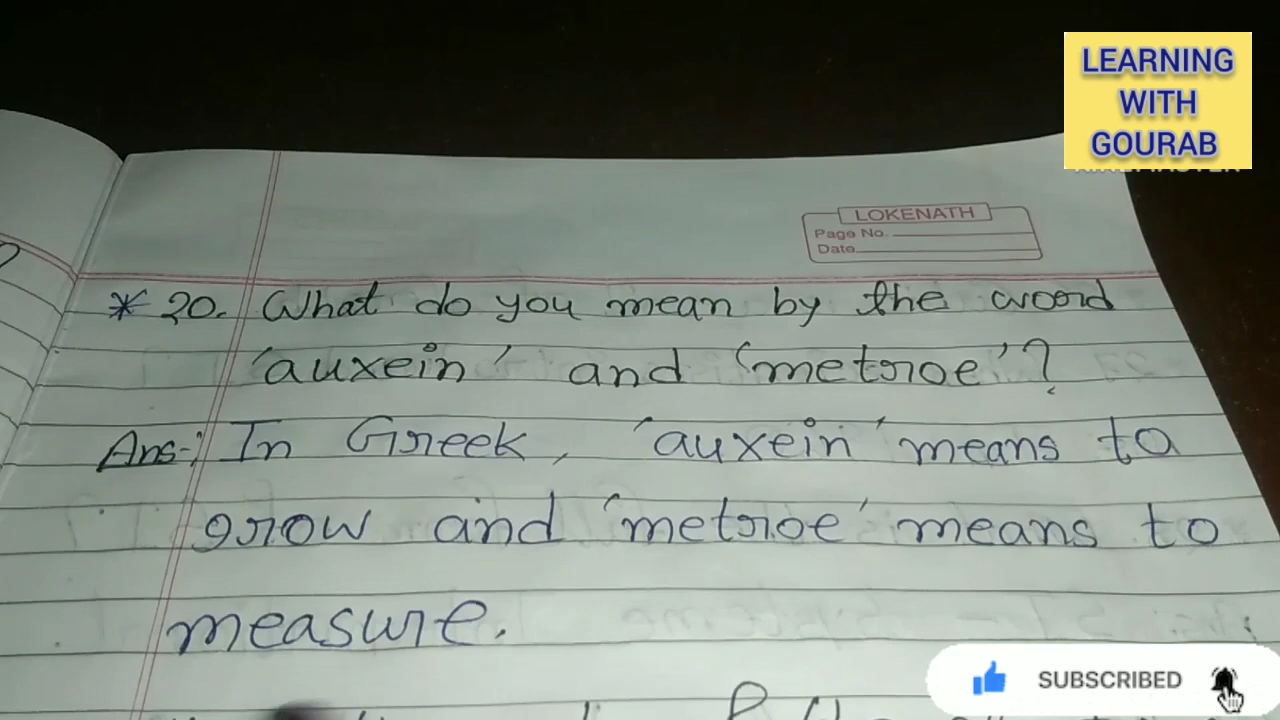 LEARNING
WITH
GOURAB
LOKENATH
Page No.
Date
* 20. What do you mean by the word
'auxein' and 'metroe'?
Ans-: In Greek, 'auxein' means to
grow and 'metroe' means to
measure.
SUBSCRIBED